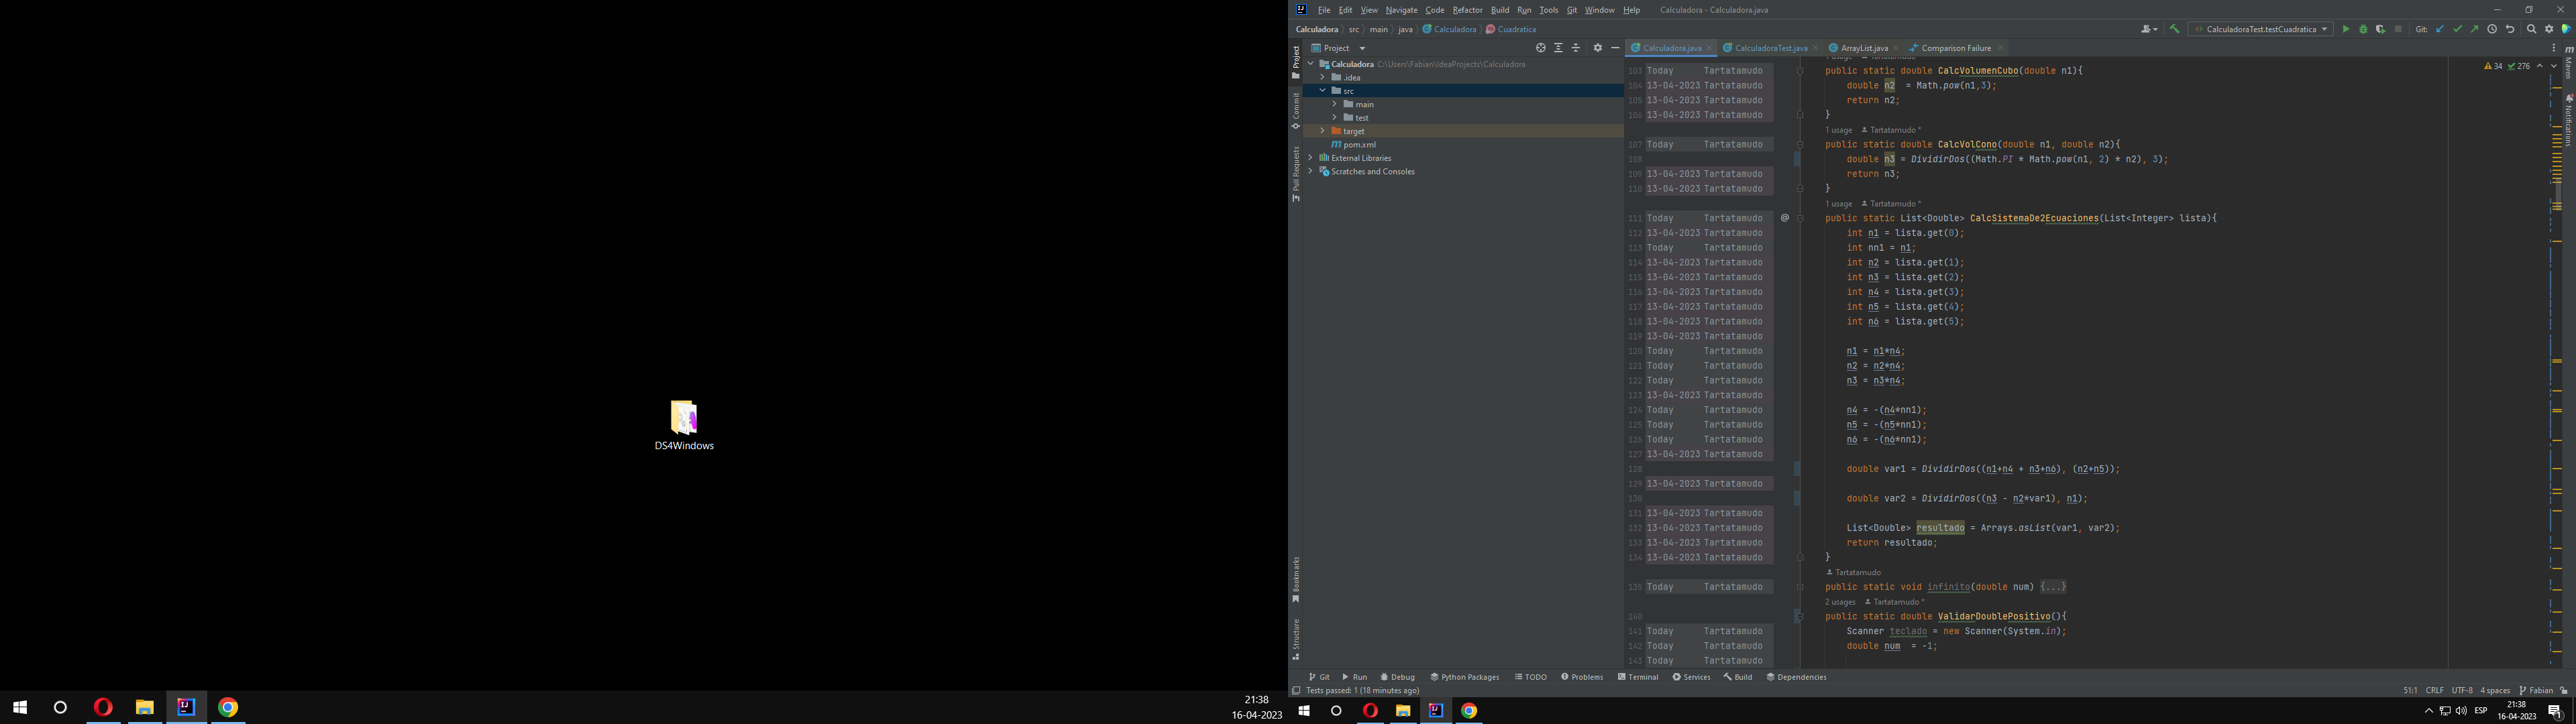 DS4Windows
21:38
16-04-2023
File Edit View Navigate Code Refactor Build Run Tools Git Window Help Calculadora - Calculadora.java
Calculadora src main java Calculadora Cuadratica
CalculadoraTest.testCuadratica Git:
Project
Calculadora.java CalculadoraTest.java ArrayList.java Comparison Failure
Project
Commit
Pull Requests
Bookmarks
Structure
Calculadora C:\Users\Fabian\IdeaProjects\Calculadora
.idea
src
main
test
target
pom.xml
External Libraries
Scratches and Consoles
34 276
Maven
Notifications
103 Today Tartatamudo public static double CalcVolumenCubo(double n1){
104 13-04-2023 Tartatamudo double n2 = Math.pow(n1,3);
105 13-04-2023 Tartatamudo return n2;
106 13-04-2023 Tartatamudo }
1 usage Tartatamudo *
107 Today Tartatamudo public static double CalcVolCono(double n1, double n2){
108 double n3 = DividirDos((Math.PI * Math.pow(n1, 2) * n2), 3);
109 13-04-2023 Tartatamudo return n3;
110 13-04-2023 Tartatamudo }
1 usage Tartatamudo *
111 Today Tartatamudo @ public static List<Double> CalcSistemaDe2Ecuaciones(List<Integer> lista){
112 13-04-2023 Tartatamudo int n1 = lista.get(0);
113 Today Tartatamudo int nn1 = n1;
114 13-04-2023 Tartatamudo int n2 = lista.get(1);
115 13-04-2023 Tartatamudo int n3 = lista.get(2);
116 13-04-2023 Tartatamudo int n4 = lista.get(3);
117 13-04-2023 Tartatamudo int n5 = lista.get(4);
118 13-04-2023 Tartatamudo int n6 = lista.get(5);
119 13-04-2023 Tartatamudo
120 Today Tartatamudo n1 = n1*n4;
121 Today Tartatamudo n2 = n2*n4;
122 Today Tartatamudo n3 = n3*n4;
123 13-04-2023 Tartatamudo
124 Today Tartatamudo n4 = -(n4*nn1);
125 Today Tartatamudo n5 = -(n5*nn1);
126 Today Tartatamudo n6 = -(n6*nn1);
127 13-04-2023 Tartatamudo
128 double var1 = DividirDos((n1+n4 + n3+n6), (n2+n5));
129 13-04-2023 Tartatamudo
130 double var2 = DividirDos((n3 - n2*var1), n1);
131 13-04-2023 Tartatamudo
132 13-04-2023 Tartatamudo List<Double> resultado = Arrays.asList(var1, var2);
133 13-04-2023 Tartatamudo return resultado;
134 13-04-2023 Tartatamudo }
Tartatamudo
135 Today Tartatamudo public static void infinito(double num) {...}
2 usages Tartatamudo *
140 public static double ValidarDoublePositivo(){
141 Today Tartatamudo Scanner teclado = new Scanner(System.in);
142 Today Tartatamudo double num = -1;
143 Today Tartatamudo
Git Run Debug Python Packages TODO Problems Terminal Services Build Dependencies
Tests passed: 1 (18 minutes ago) 51:1 CRLF UTF-8 4 spaces Fabian
ESP 21:38
16-04-2023